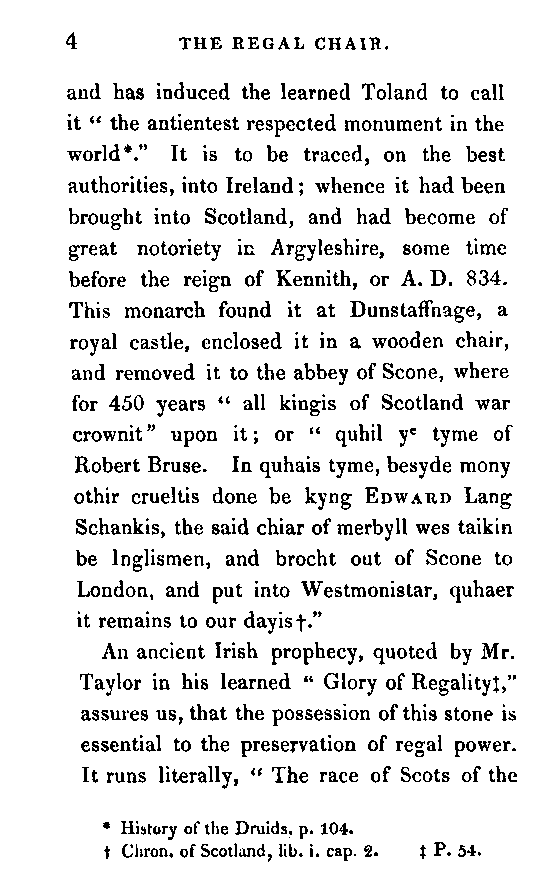 4 THE REGAL CHAIR.
and has induced the learned Toland to call
it “ the antientest respected monument in the
world*.” It is to be traced, on the best
authorities, into Ireland; whence it had been
brought into Scotland, and had become of
great notoriety in Argyleshire, some time
before the reign of Kennith, or A. D. 834.
This monarch found it at Dunstaffnage, a
royal castle, enclosed it in a wooden chair,
and removed it to the abbey of Scone, where
for 450 years “ all kingis of Scotland war
crownit” upon it; or “ quhil yᵉ tyme of
Robert Bruse. In quhais tyme, besyde mony
othir crueltis done be kyng EDWARD Lang
Schankis, the said chiar of merbyll wes taikin
be Inglismen, and brocht out of Scone to
London, and put into Westmonistar, quhaer
it remains to our dayis†.”
An ancient Irish prophecy, quoted by Mr.
Taylor in his learned “ Glory of Regality‡,”
assures us, that the possession of this stone is
essential to the preservation of regal power.
It runs literally, “ The race of Scots of the
* History of the Druids, p. 104.
† Chron. of Scotland, lib. i. cap. 2. ‡ P. 54.